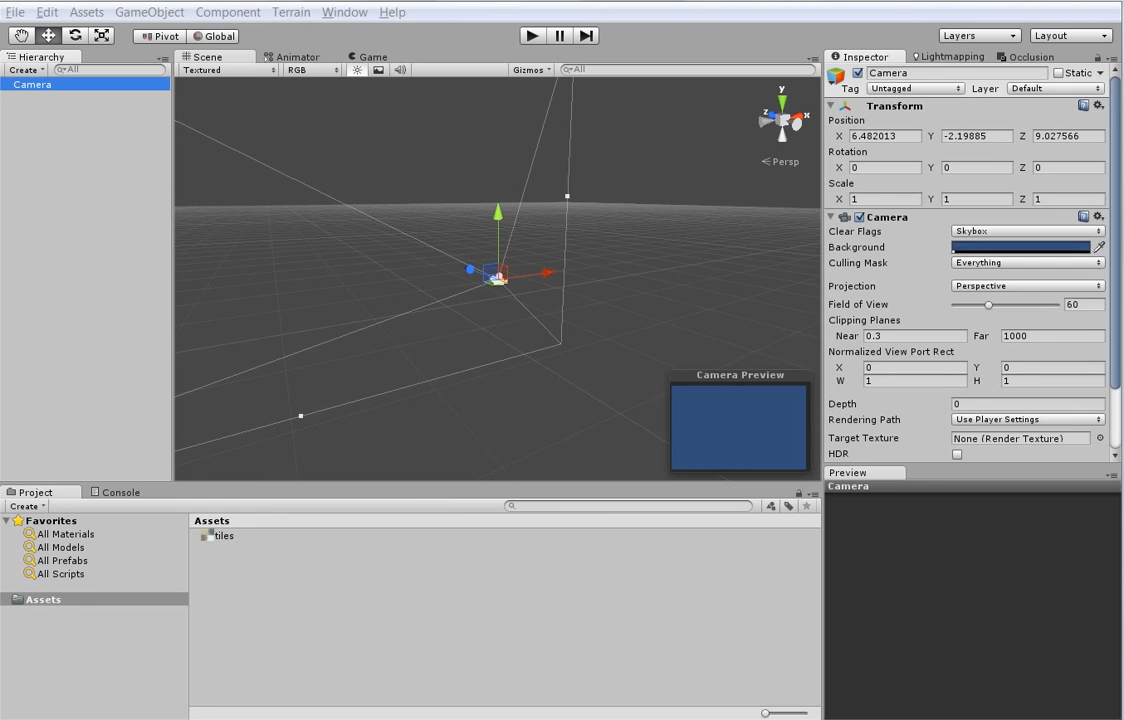 File Edit Assets GameObject Component Terrain Window Help
Pivot Global Layers Layout
Hierarchy
Create All
Camera
Scene Animator Game
Textured RGB Gizmos All
y
z x
Persp
Camera Preview
Inspector Lightmapping Occlusion
Camera Static
Tag Untagged Layer Default
Transform
Position
X 6.482013 Y -2.19885 Z 9.027566
Rotation
X 0 Y 0 Z 0
Scale
X 1 Y 1 Z 1
Camera
Clear Flags Skybox
Background
Culling Mask Everything
Projection Perspective
Field of View 60
Clipping Planes
Near 0.3 Far 1000
Normalized View Port Rect
X 0 Y 0
W 1 H 1
Depth 0
Rendering Path Use Player Settings
Target Texture None (Render Texture)
HDR
Preview
Camera
Project Console
Create
Favorites
All Materials
All Models
All Prefabs
All Scripts
Assets
Assets
tiles